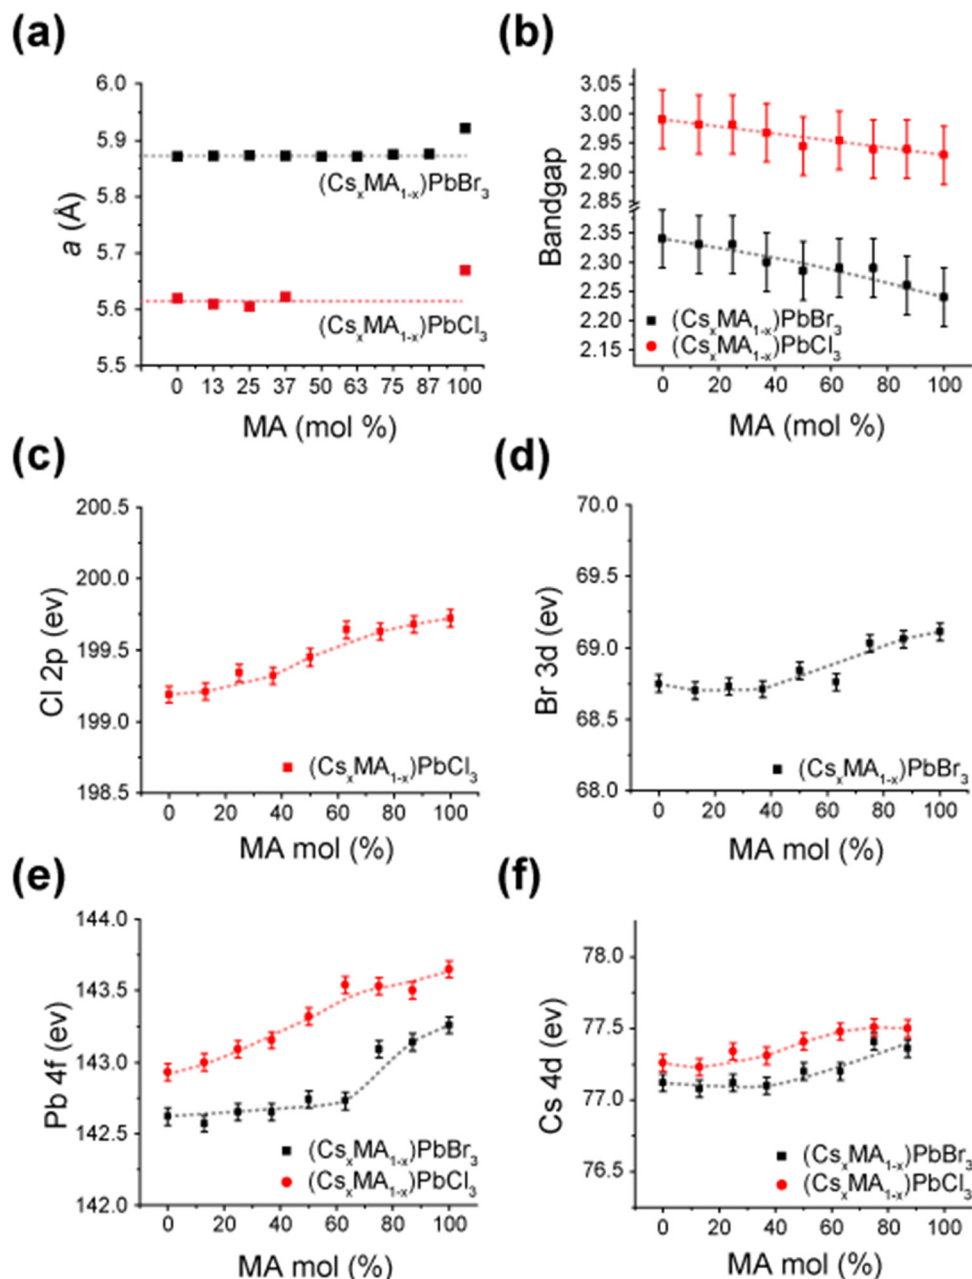 (a)
6.0
5.9
5.8
5.7
5.6
5.5
a (Å)
(CsₓMA₁₋ₓ)PbBr₃
(CsₓMA₁₋ₓ)PbCl₃
0 13 25 37 50 63 75 87 100
MA (mol %)
(b)
3.05
3.00
2.95
2.90
2.85
2.35
2.30
2.25
2.20
2.15
Bandgap
(CsₓMA₁₋ₓ)PbBr₃
(CsₓMA₁₋ₓ)PbCl₃
0 20 40 60 80 100
MA (mol %)
(c)
200.5
200.0
199.5
199.0
198.5
Cl 2p (ev)
(CsₓMA₁₋ₓ)PbCl₃
0 20 40 60 80 100
MA mol (%)
(d)
70.0
69.5
69.0
68.5
68.0
Br 3d (ev)
(CsₓMA₁₋ₓ)PbBr₃
0 20 40 60 80 100
MA mol (%)
(e)
144.0
143.5
143.0
142.5
142.0
Pb 4f (ev)
(CsₓMA₁₋ₓ)PbBr₃
(CsₓMA₁₋ₓ)PbCl₃
0 20 40 60 80 100
MA mol (%)
(f)
78.0
77.5
77.0
76.5
Cs 4d (ev)
(CsₓMA₁₋ₓ)PbBr₃
(CsₓMA₁₋ₓ)PbCl₃
0 20 40 60 80 100
MA mol (%)